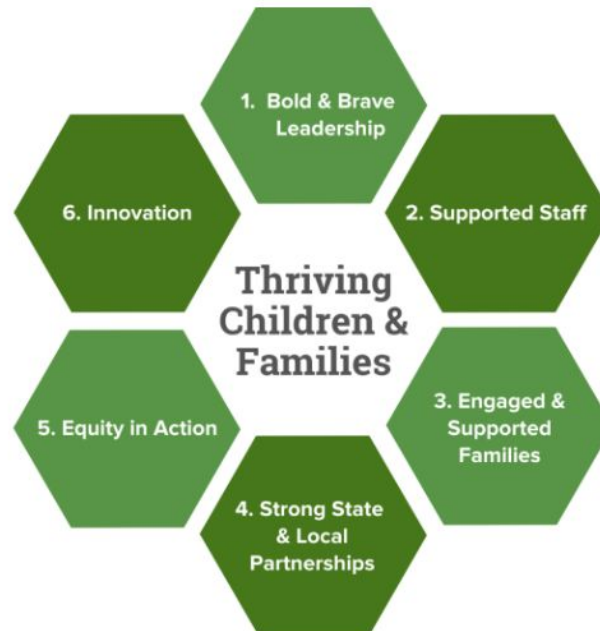 1. Bold & Brave
Leadership
2. Supported Staff
3. Engaged &
Supported
Families
4. Strong State
& Local
Partnerships
5. Equity in Action
6. Innovation
Thriving
Children &
Families